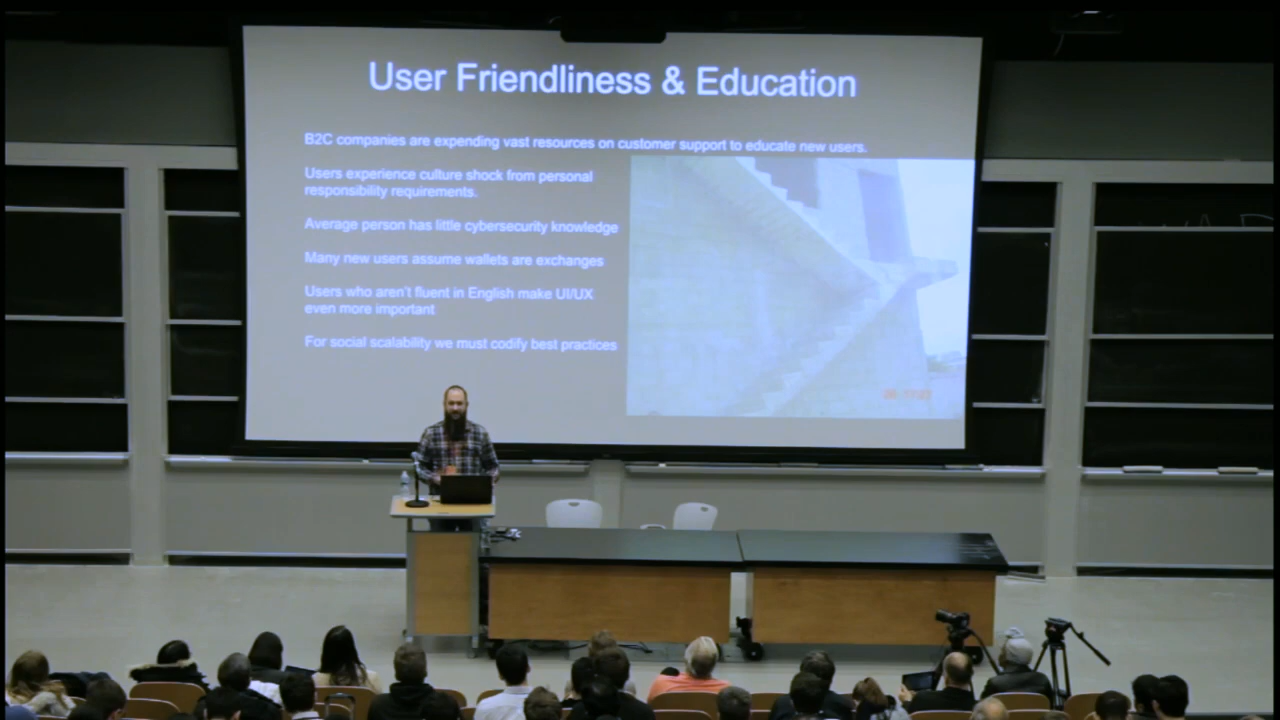 User Friendliness & Education
B2C companies are expending vast resources on customer support to educate new users.
Users experience culture shock from personal
responsibility requirements.
Average person has little cybersecurity knowledge
Many new users assume wallets are exchanges
Users who aren't fluent in English make UI/UX
even more important
For social scalability we must codify best practices